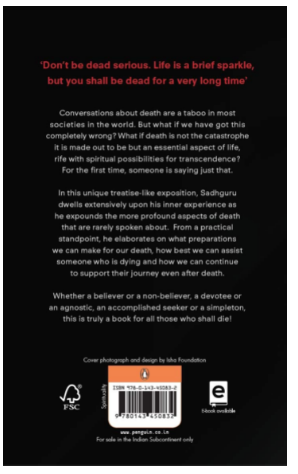 'Don't be dead serious. Life is a brief sparkle,
but you shall be dead for a very long time'
Conversations about death are a taboo in most
societies in the world. But what if we have got this
completely wrong? What if death is not the catastrophe
it is made out to be but an essential aspect of life,
rife with spiritual possibilities for transcendence?
For the first time, someone is saying just that.
In this unique treatise-like exposition, Sadhguru
dwells extensively upon his inner experience as
he expounds the more profound aspects of death
that are rarely spoken about. From a practical
standpoint, he elaborates on what preparations
we can make for our death, how best we can assist
someone who is dying and how we can continue
to support their journey even after death.
Whether a believer or a non-believer, a devotee or
an agnostic, an accomplished seeker or a simpleton,
this is truly a book for all those who shall die!
Cover photograph and design by Isha Foundation
FSC
Spirituality
ISBN 978-0-143-45083-2
9 780143 450832
www.penguin.co.in
For sale in the Indian Subcontinent only
e
E-book available